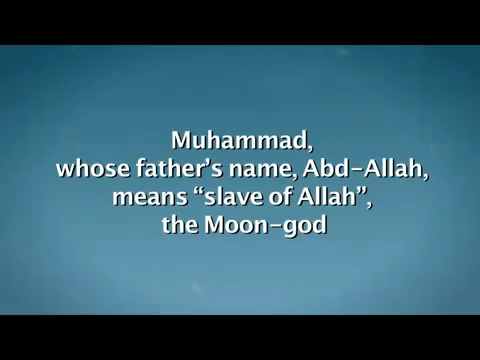 Muhammad,
whose father's name, Abd-Allah,
means “slave of Allah”,
the Moon-god